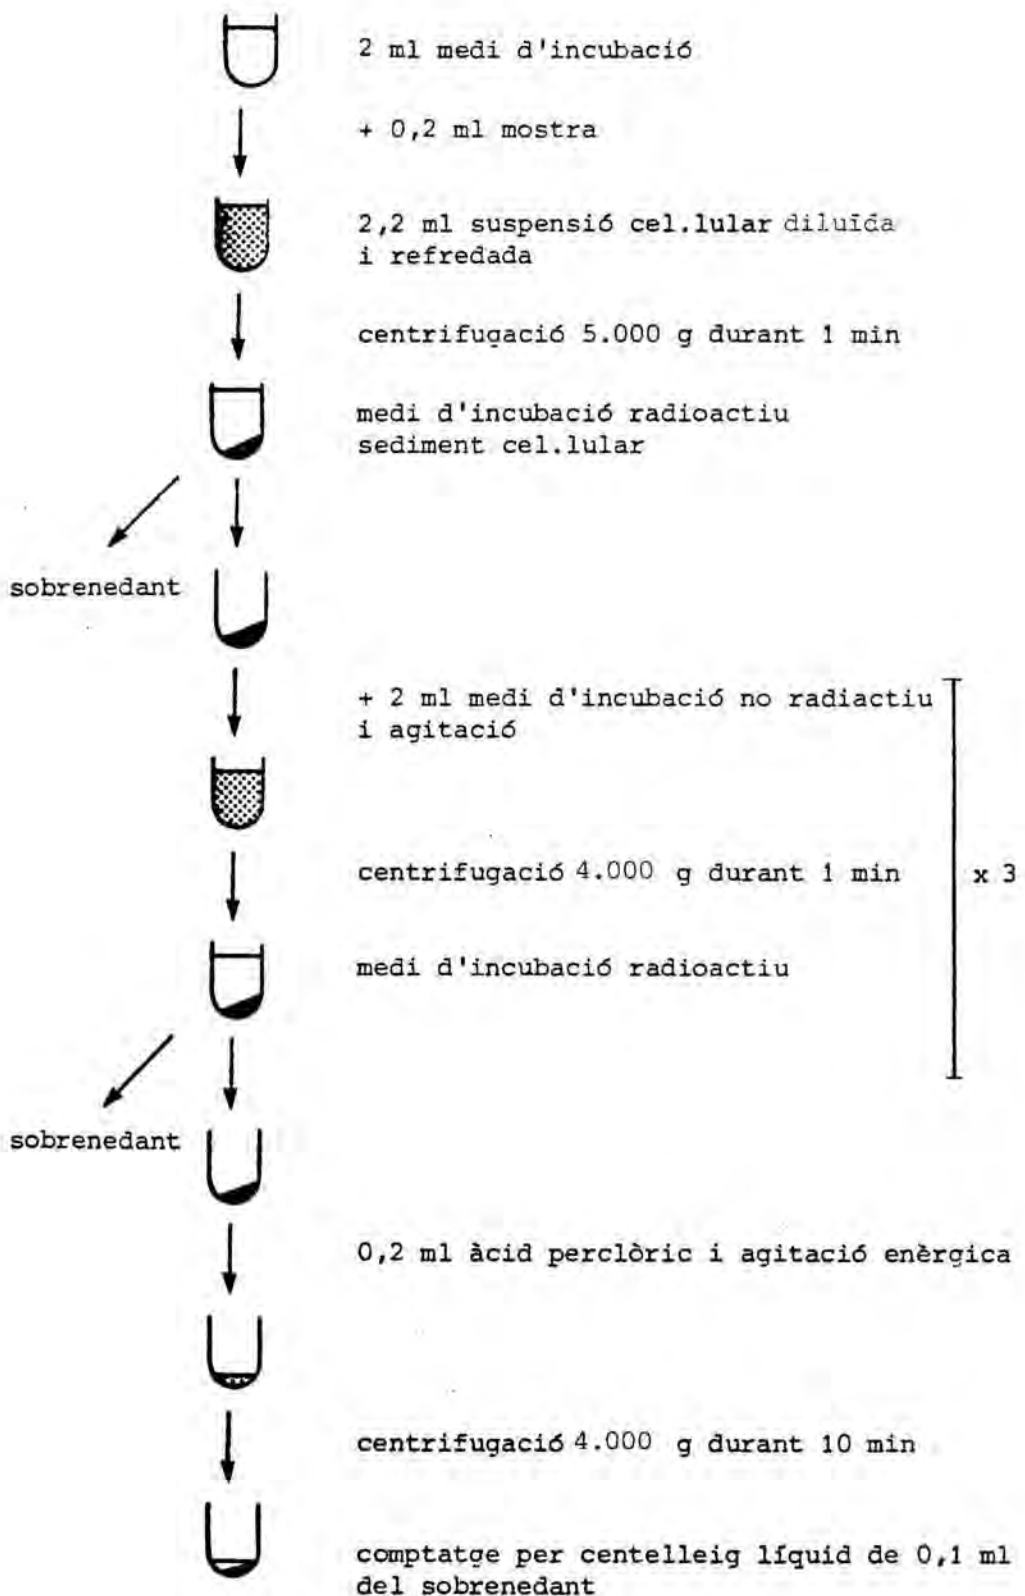 2 ml medi d'incubació
+ 0,2 ml mostra
2,2 ml suspensió cel.lular diluïda
i refredada
centrifugació 5.000 g durant 1 min
medi d'incubació radioactiu
sediment cel.lular
sobrenedant
+ 2 ml medi d'incubació no radiactiu
i agitació
centrifugació 4.000 g durant 1 min
x 3
medi d'incubació radioactiu
sobrenedant
0,2 ml àcid perclòric i agitació enèrgica
centrifugació 4.000 g durant 10 min
comptatge per centelleig líquid de 0,1 ml
del sobrenedant